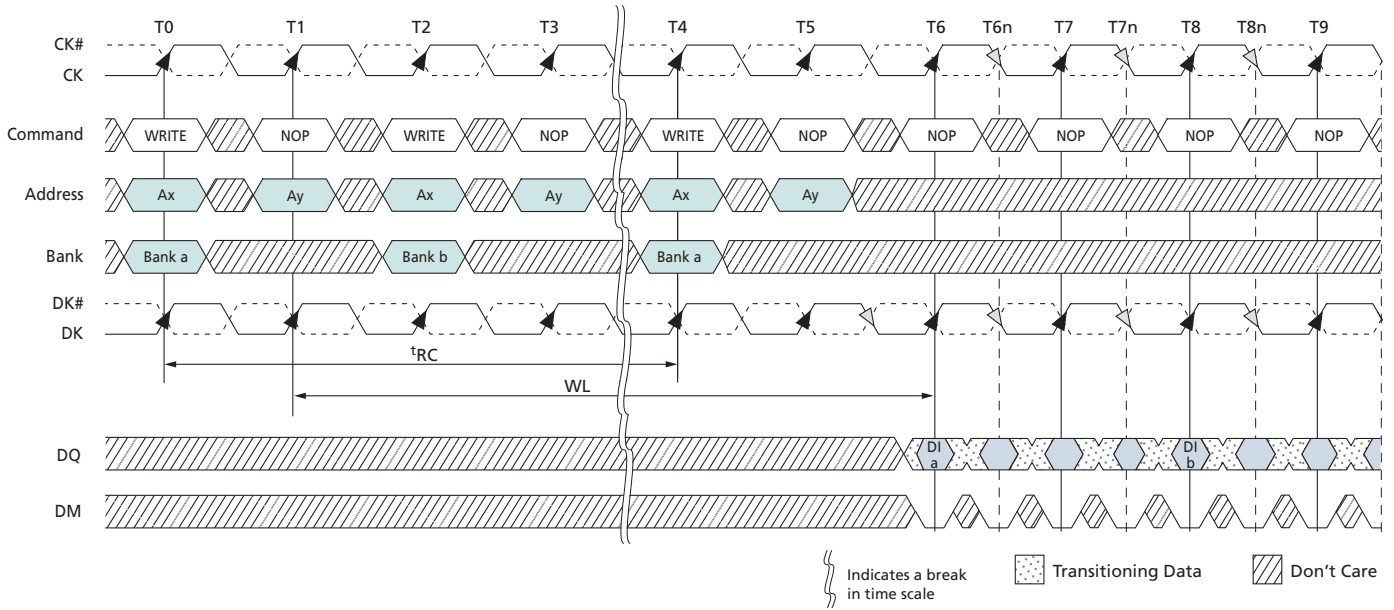 T0 T1 T2 T3 T4 T5 T6 T6n T7 T7n T8 T8n T9
CK#
CK
Command WRITE NOP WRITE NOP WRITE NOP NOP NOP NOP NOP
Address Ax Ay Ax Ay Ax Ay
Bank Bank a Bank b Bank a
DK#
DK
tRC
WL
DQ DI a DI b
DM
Indicates a break
in time scale
Transitioning Data
Don't Care